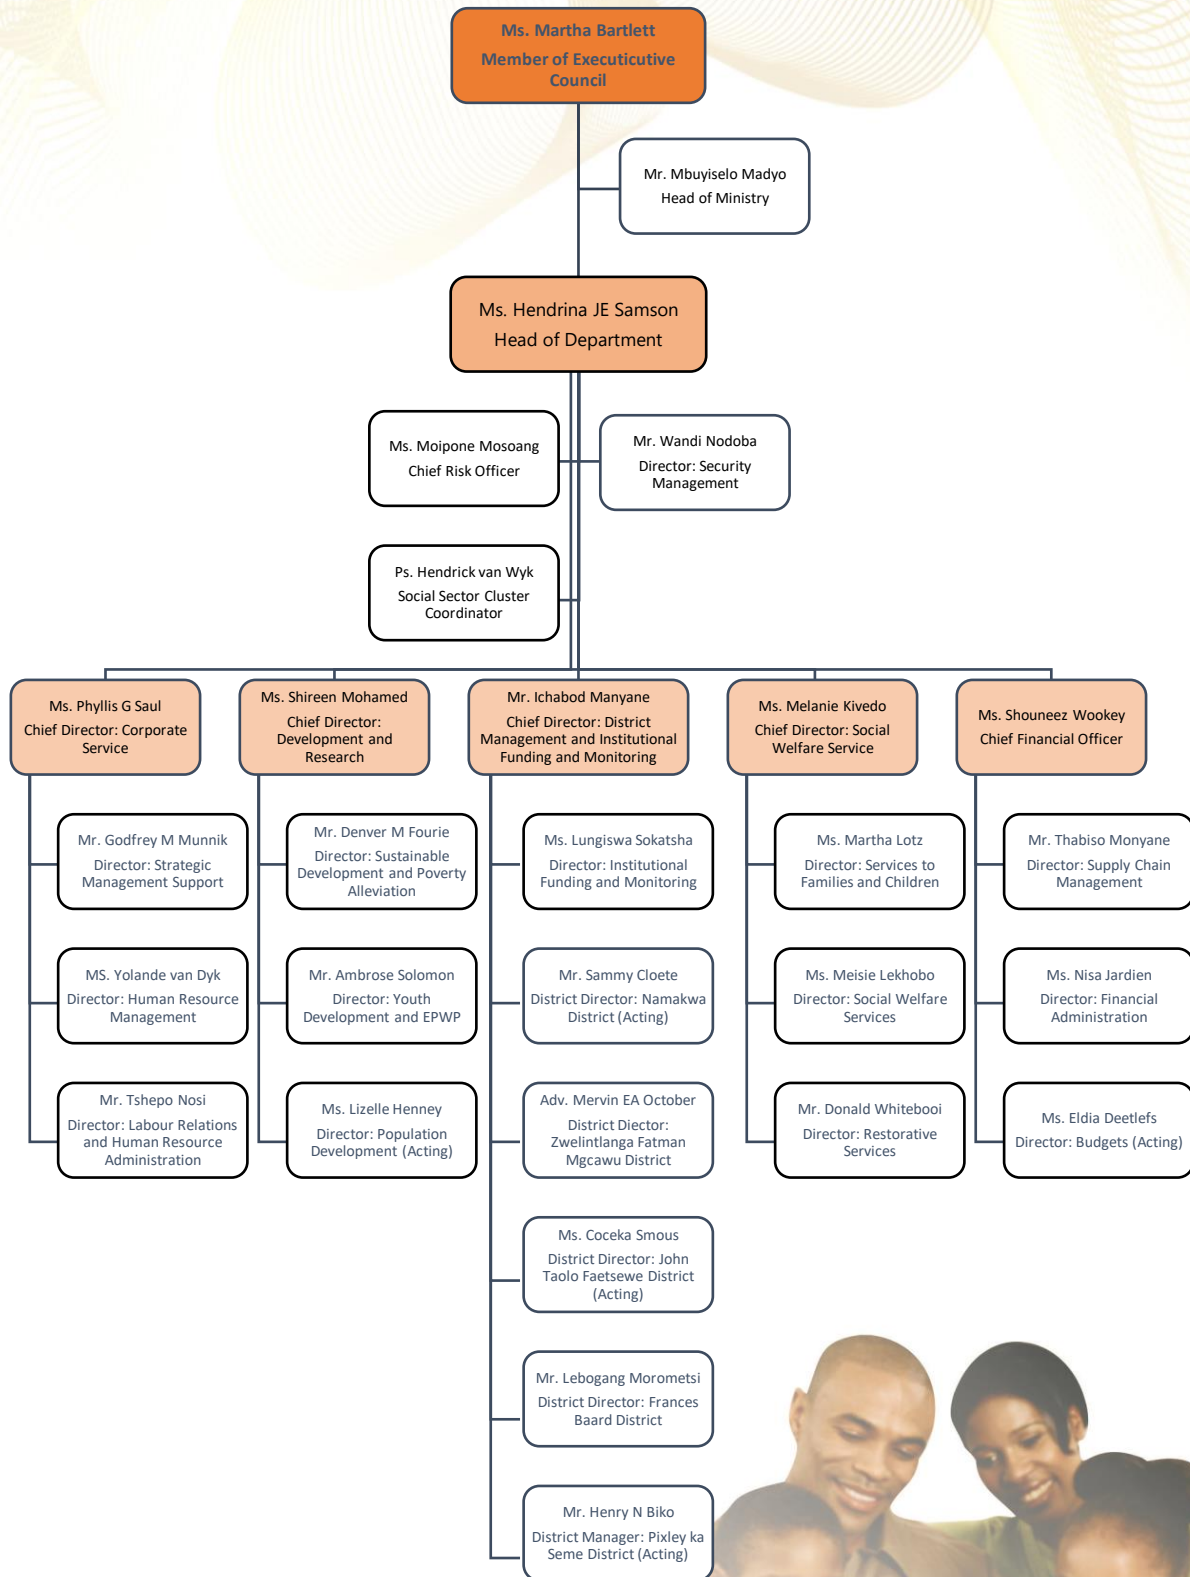 Ms. Martha Bartlett
Member of Executicutive
Council
Mr. Mbuyiselo Madyo
Head of Ministry
Ms. Hendrina JE Samson
Head of Department
Ms. Moipone Mosoang
Chief Risk Officer
Mr. Wandi Nodoba
Director: Security
Management
Ps. Hendrick van Wyk
Social Sector Cluster
Coordinator
Ms. Phyllis G Saul
Chief Director: Corporate
Service
Mr. Godfrey M Munnik
Director: Strategic
Management Support
MS. Yolande van Dyk
Director: Human Resource
Management
Mr. Tshepo Nosi
Director: Labour Relations
and Human Resource
Administration
Ms. Shireen Mohamed
Chief Director:
Development and
Research
Mr. Denver M Fourie
Director: Sustainable
Development and Poverty
Alleviation
Mr. Ambrose Solomon
Director: Youth
Development and EPWP
Ms. Lizelle Henney
Director: Population
Development (Acting)
Mr. Ichabod Manyane
Chief Director: District
Management and Institutional
Funding and Monitoring
Ms. Lungiswa Sokatsha
Director: Institutional
Funding and Monitoring
Mr. Sammy Cloete
District Director: Namakwa
District (Acting)
Adv. Mervin EA October
District Diector:
Zwelintlanga Fatman
Mgcawu District
Ms. Coceka Smous
District Director: John
Taolo Faetsewe District
(Acting)
Mr. Lebogang Morometsi
District Director: Frances
Baard District
Mr. Henry N Biko
District Manager: Pixley ka
Seme District (Acting)
Ms. Melanie Kivedo
Chief Director: Social
Welfare Service
Ms. Martha Lotz
Director: Services to
Families and Children
Ms. Meisie Lekhobo
Director: Social Welfare
Services
Mr. Donald Whitebooi
Director: Restorative
Services
Ms. Shouneez Wookey
Chief Financial Officer
Mr. Thabiso Monyane
Director: Supply Chain
Management
Ms. Nisa Jardien
Director: Financial
Administration
Ms. Eldia Deetlefs
Director: Budgets (Acting)